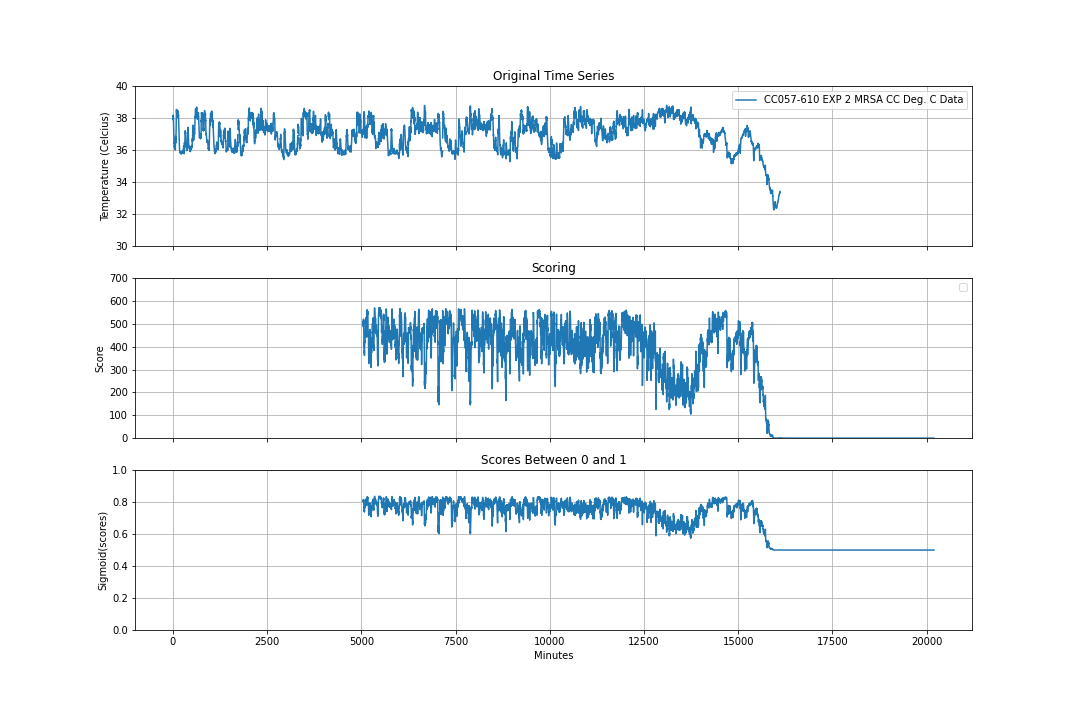 Original Time Series
40
38
36
34
32
30
Temperature (Celcius)
CC057-610 EXP 2 MRSA CC Deg. C Data
Scoring
700
600
500
400
300
200
100
0
Score
Scores Between 0 and 1
1.0
0.8
0.6
0.4
0.2
0.0
Sigmoid(scores)
0 2500 5000 7500 10000 12500 15000 17500 20000
Minutes